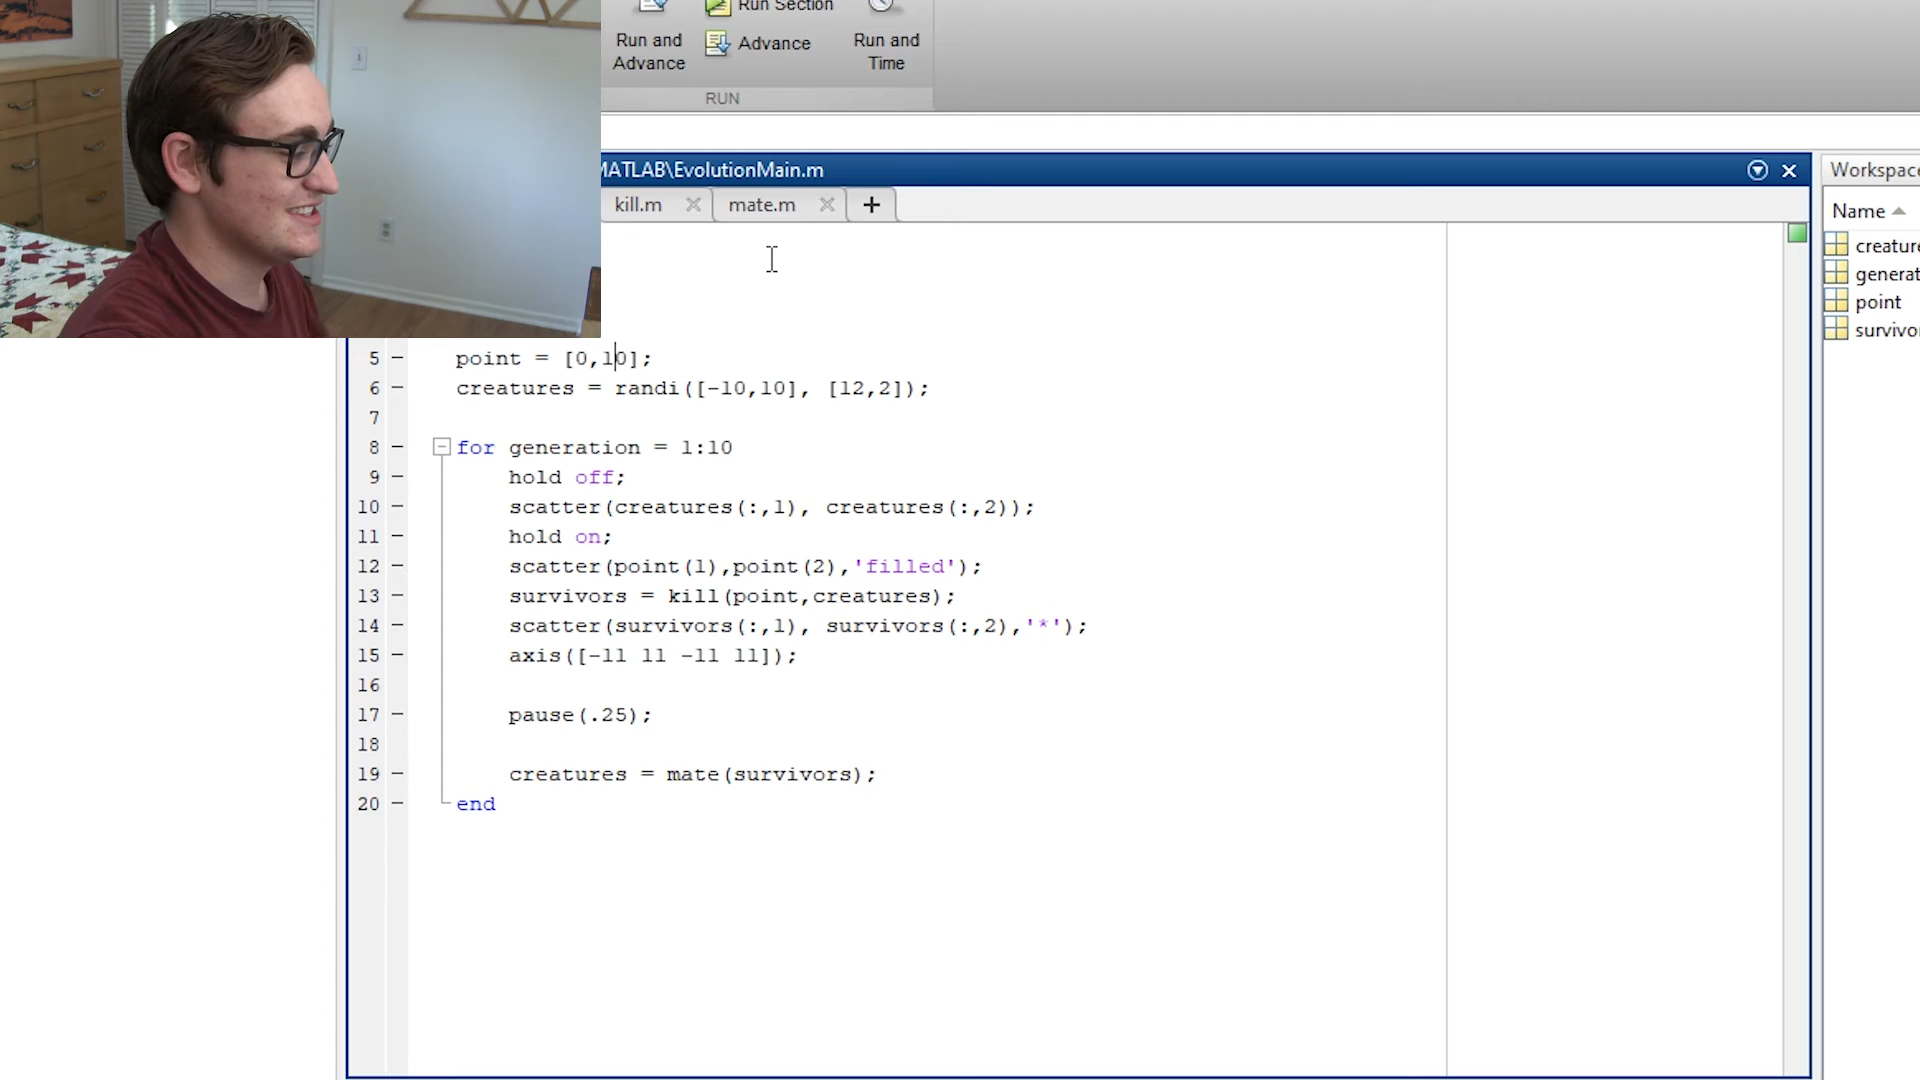 Run Section
Run and
Advance
Advance
Run and
Time
RUN
MATLAB\EvolutionMain.m
Workspace
kill.m
mate.m
+
Name
creature
generat
point
survivo
5 – point = [0,10];
6 – creatures = randi([-10,10], [12,2]);
7
8 – for generation = 1:10
9 – hold off;
10 – scatter(creatures(:,1), creatures(:,2));
11 – hold on;
12 – scatter(point(1),point(2),'filled');
13 – survivors = kill(point,creatures);
14 – scatter(survivors(:,1), survivors(:,2),'*');
15 – axis([-11 11 -11 11]);
16
17 – pause(.25);
18
19 – creatures = mate(survivors);
20 – end